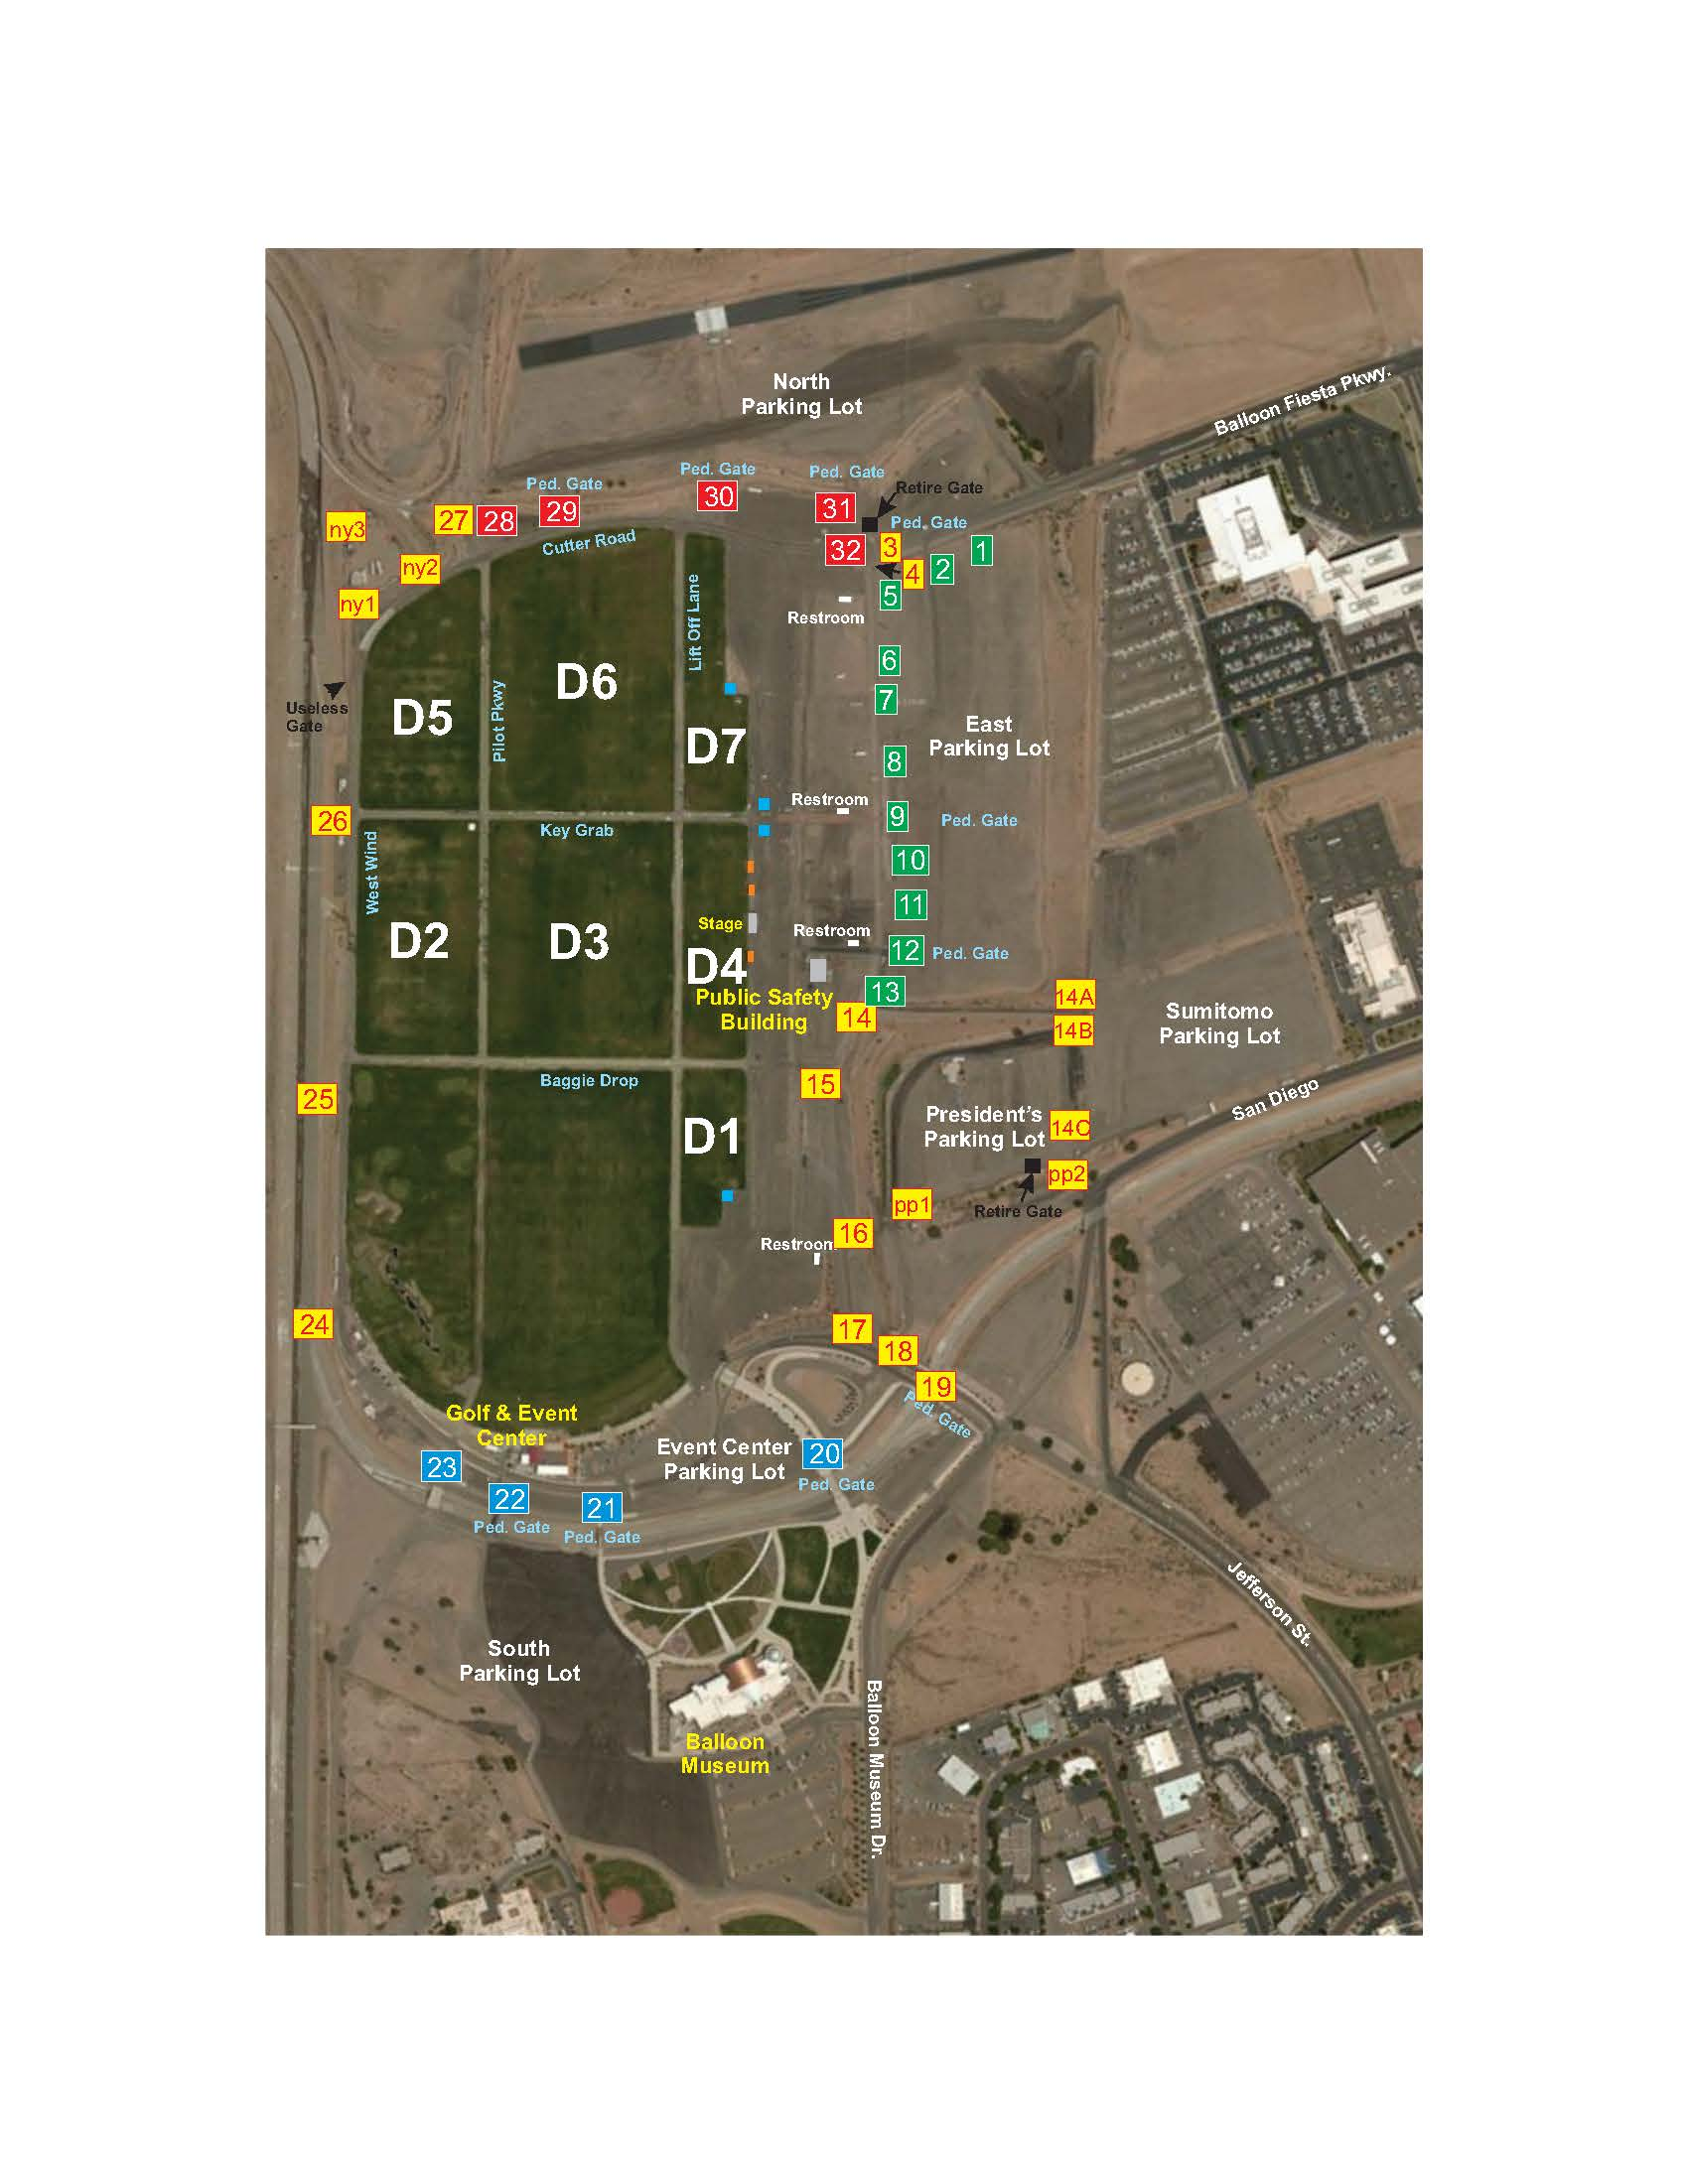 North
Parking Lot
Balloon Fiesta Pkwy.
Ped. Gate
Ped. Gate
Ped. Gate
Retire Gate
29
30
31
ny3
27
28
Ped. Gate
Cutter Road
32
3
1
ny2
4
2
ny1
5
Restroom
Lift Off Lane
6
D6
Useless
Gate
D5
Pilot Pkwy
7
East
Parking Lot
D7
8
Restroom
26
Key Grab
9
Ped. Gate
West Wind
10
11
Stage
Restroom
D2
D3
12
Ped. Gate
D4
Public Safety
Building
13
14
14A
14B
Sumitomo
Parking Lot
25
Baggie Drop
15
San Diego
D1
President's
Parking Lot
14C
pp2
pp1
Retire Gate
16
Restroom
24
17
18
19
Ped. Gate
Golf & Event
Center
Event Center
Parking Lot
20
Ped. Gate
23
22
Ped. Gate
21
Ped. Gate
Jefferson St.
South
Parking Lot
Balloon
Museum
Balloon Museum Dr.